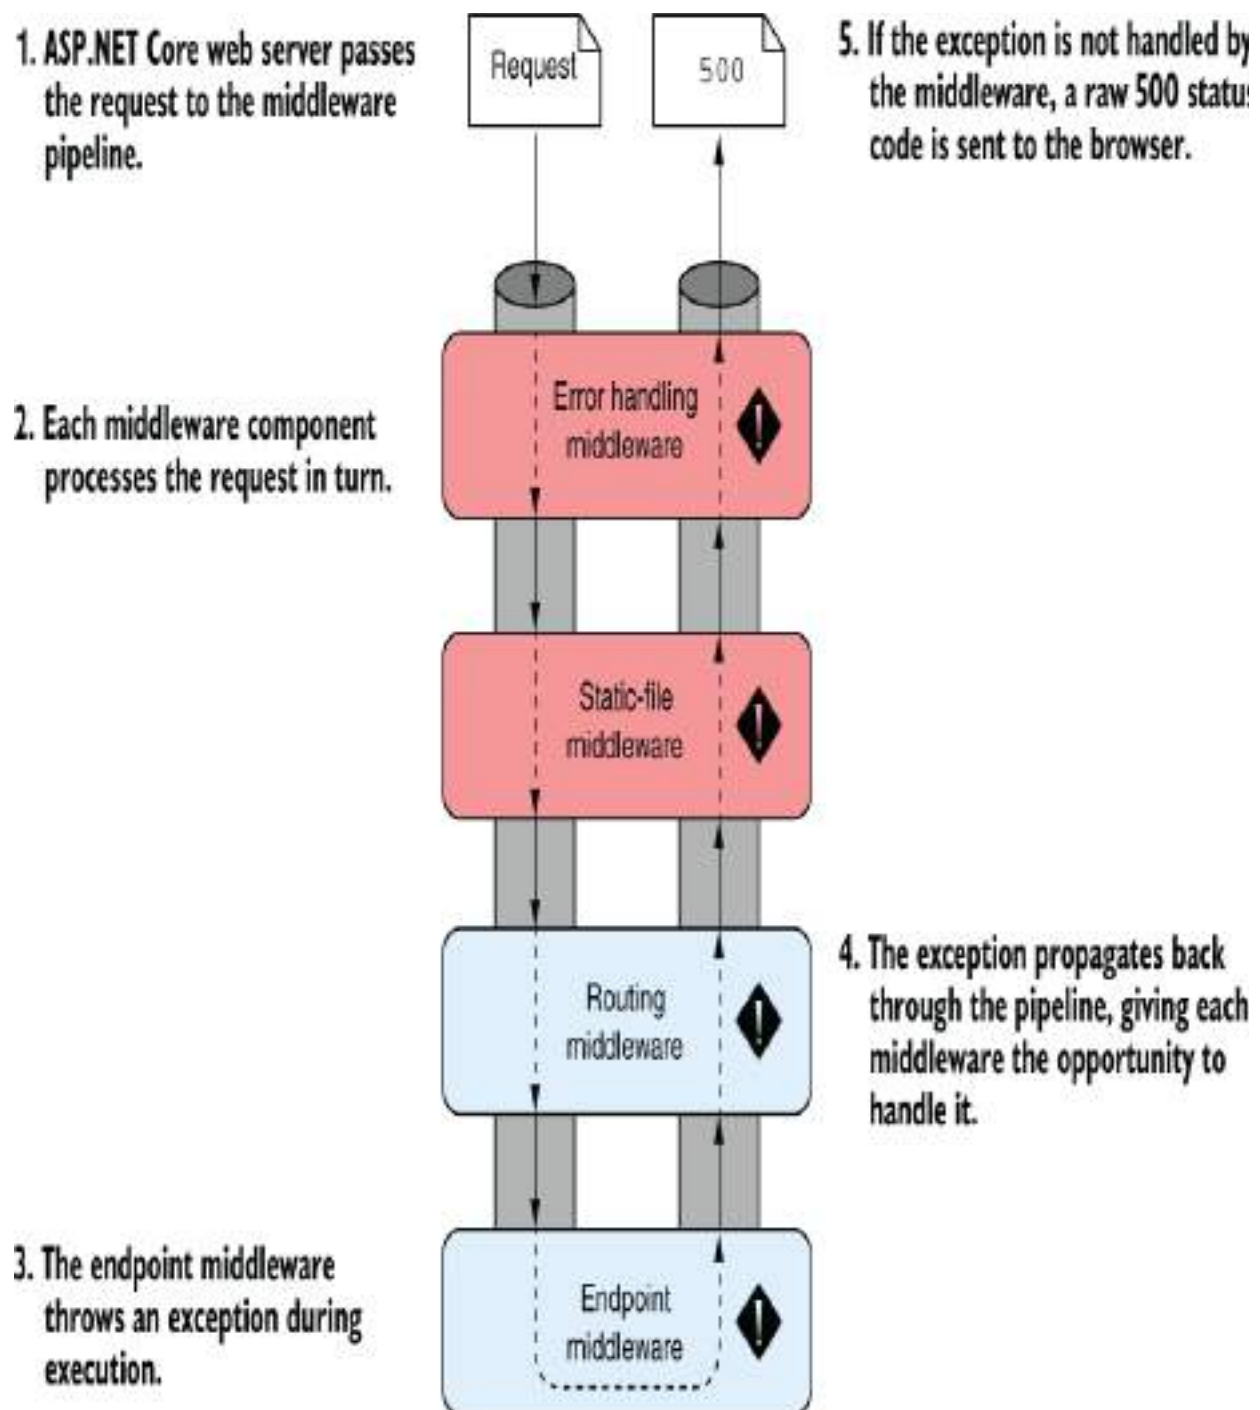 1. ASP.NET Core web server passes
the request to the middleware
pipeline.
Request
500
5. If the exception is not handled by
the middleware, a raw 500 status
code is sent to the browser.
Error handling
middleware
!
2. Each middleware component
processes the request in turn.
Static-file
middleware
!
Routing
middleware
!
4. The exception propagates back
through the pipeline, giving each
middleware the opportunity to
handle it.
3. The endpoint middleware
throws an exception during
execution.
Endpoint
middleware
!